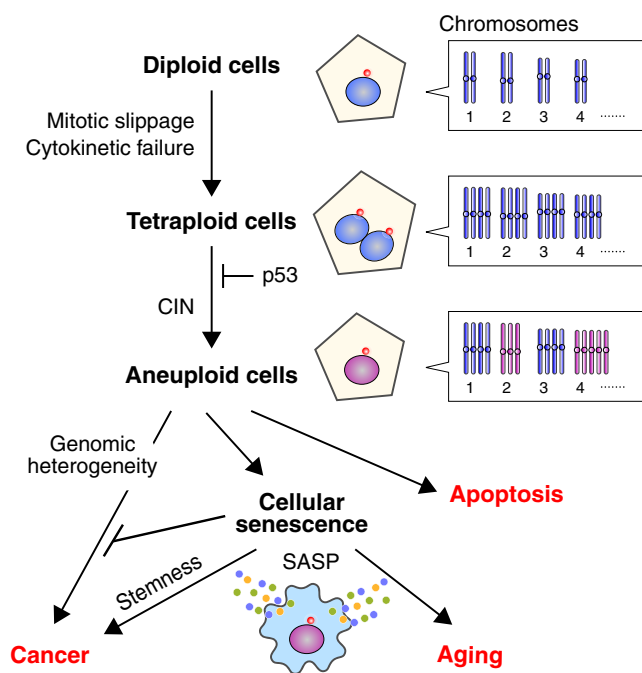 Chromosomes
Diploid cells
1 2 3 4 .......
Mitotic slippage
Cytokinetic failure
Tetraploid cells
1 2 3 4 .......
p53
CIN
Aneuploid cells
1 2 3 4 .......
Genomic
heterogeneity
Apoptosis
Cellular
senescence
SASP
Stemness
Cancer
Aging